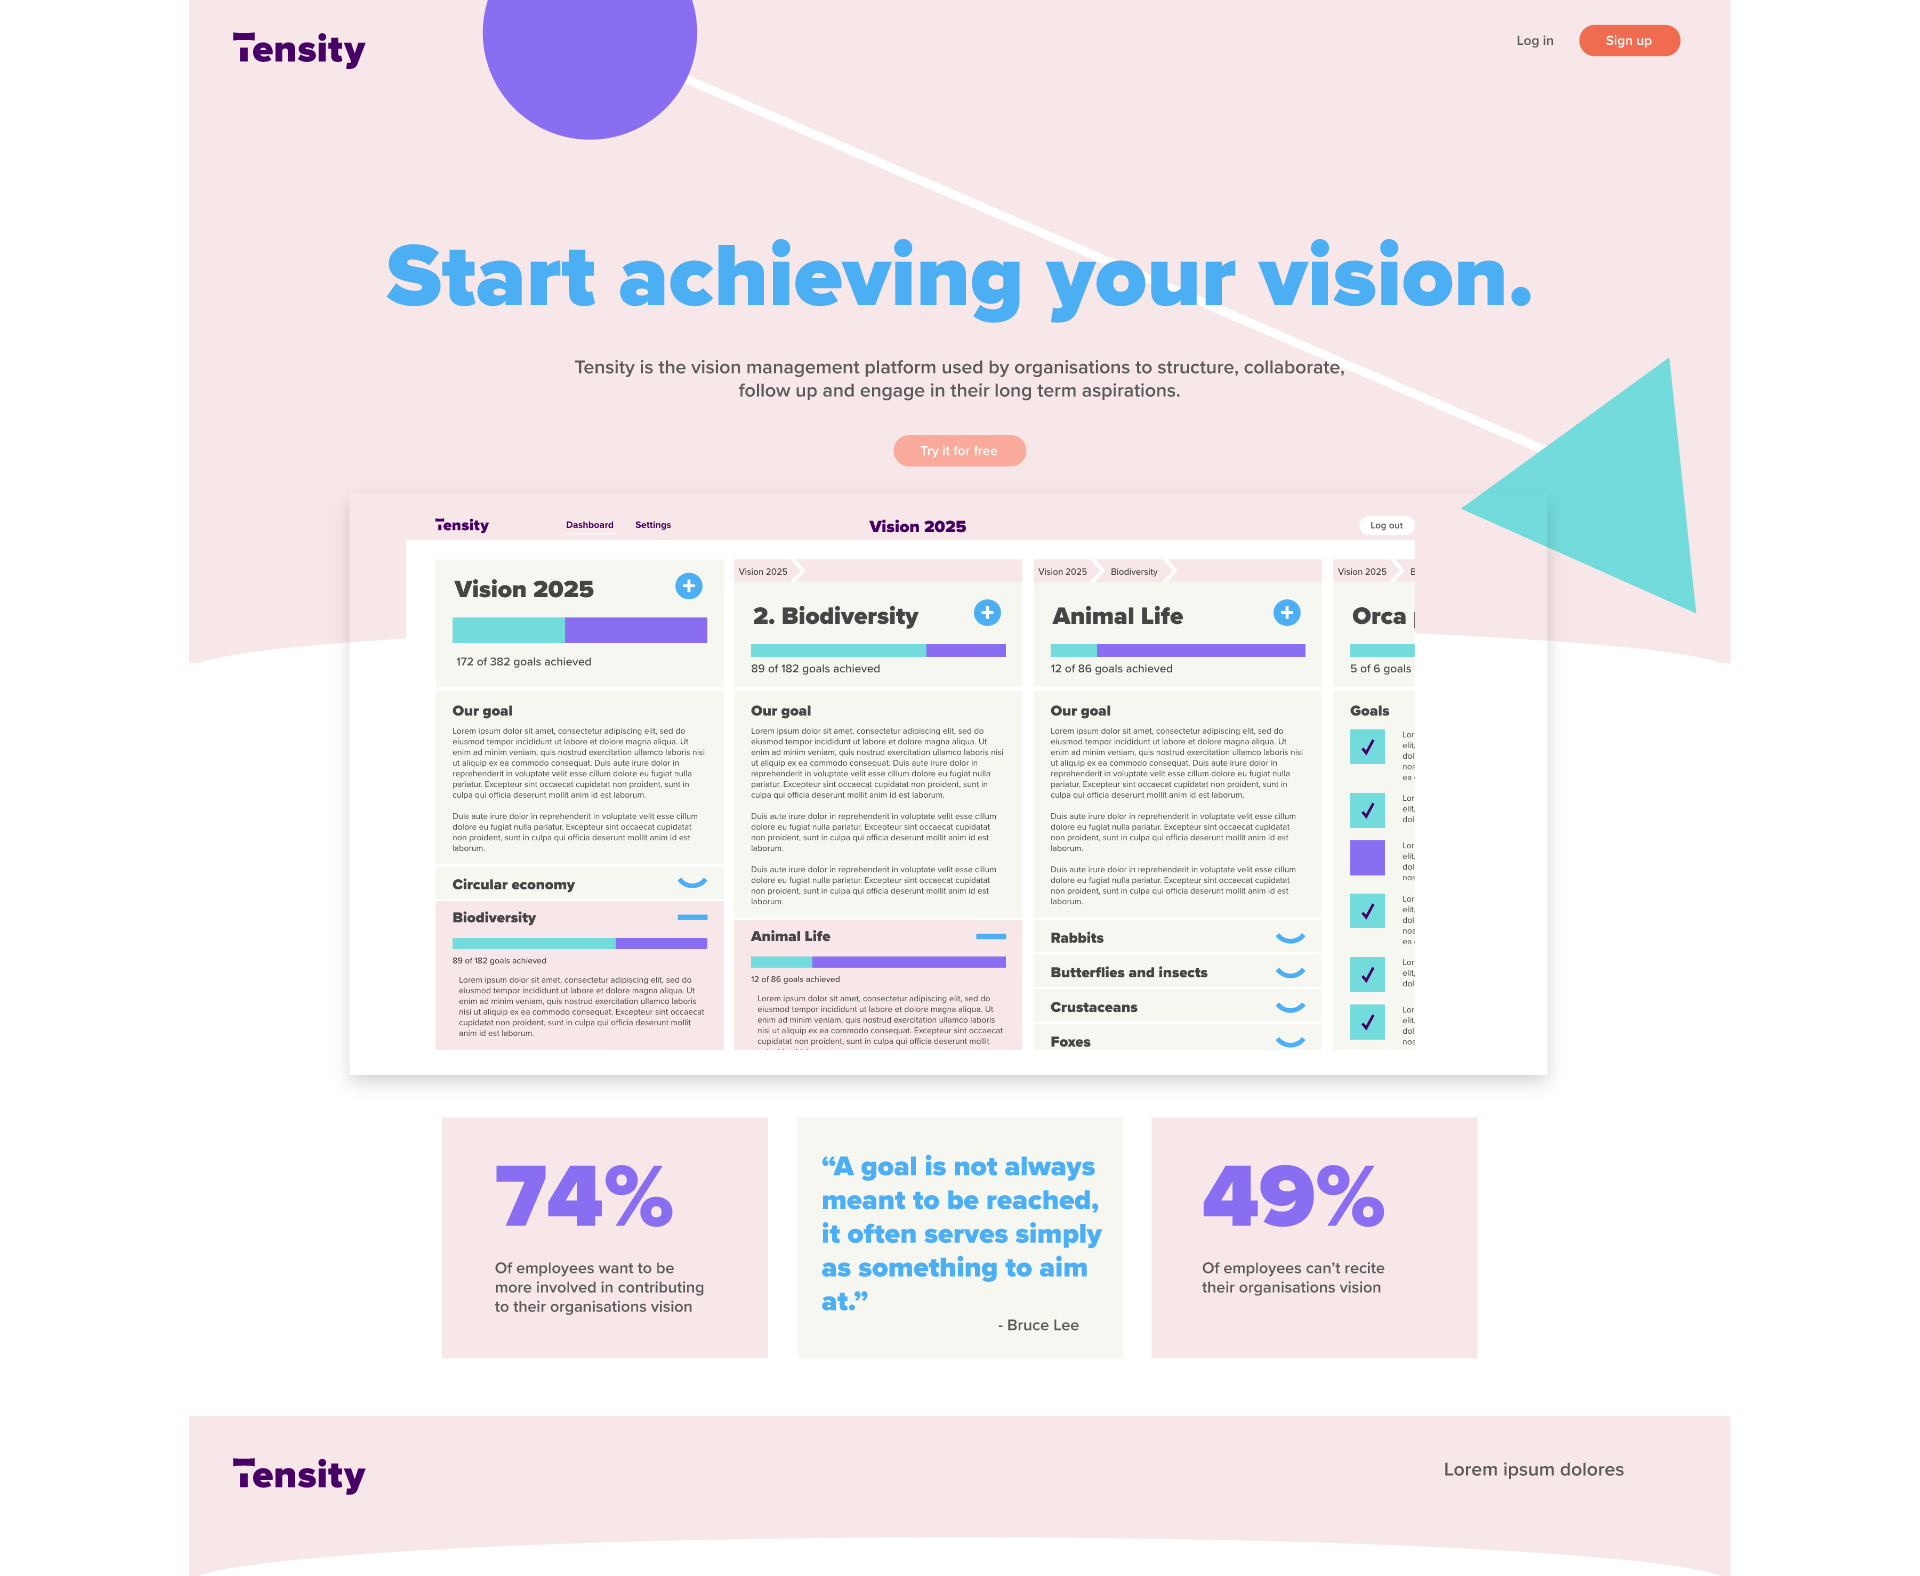 Tensity
Log in
Sign up
Start achieving your vision.
Tensity is the vision management platform used by organisations to structure, collaborate,
follow up and engage in their long term aspirations.
Try it for free
Tensity
Dashboard
Settings
Vision 2025
Log out
Vision 2025
172 of 382 goals achieved
Our goal
Lorem ipsum dolor sit amet, consectetur adipiscing elit, sed do
eiusmod tempor incididunt ut labore et dolore magna aliqua. Ut
enim ad minim veniam, quis nostrud exercitation ullamco laboris nisi
ut aliquip ex ea commodo consequat. Duis aute irure dolor in
reprehenderit in voluptate velit esse cillum dolore eu fugiat nulla
pariatur. Excepteur sint occaecat cupidatat non proident, sunt in
culpa qui officia deserunt mollit anim id est laborum.
Duis aute irure dolor in reprehenderit in voluptate velit esse cillum
dolore eu fugiat nulla pariatur. Excepteur sint occaecat cupidatat
non proident, sunt in culpa qui officia deserunt mollit anim id est
laborum.
Circular economy
Biodiversity
89 of 182 goals achieved
Lorem ipsum dolor sit amet, consectetur adipiscing elit, sed do
eiusmod tempor incididunt ut labore et dolore magna aliqua. Ut
enim ad minim veniam, quis nostrud exercitation ullamco laboris
nisi ut aliquip ex ea commodo consequat. Excepteur sint occaecat
cupidatat non proident, sunt in culpa qui officia deserunt mollit
anim id est laborum.
Vision 2025
2. Biodiversity
89 of 182 goals achieved
Our goal
Lorem ipsum dolor sit amet, consectetur adipiscing elit, sed do
eiusmod tempor incididunt ut labore et dolore magna aliqua. Ut
enim ad minim veniam, quis nostrud exercitation ullamco laboris nisi
ut aliquip ex ea commodo consequat. Duis aute irure dolor in
reprehenderit in voluptate velit esse cillum dolore eu fugiat nulla
pariatur. Excepteur sint occaecat cupidatat non proident, sunt in
culpa qui officia deserunt mollit anim id est laborum.
Duis aute irure dolor in reprehenderit in voluptate velit esse cillum
dolore eu fugiat nulla pariatur. Excepteur sint occaecat cupidatat
non proident, sunt in culpa qui officia deserunt mollit anim id est
laborum.
Duis aute irure dolor in reprehenderit in voluptate velit esse cillum
dolore eu fugiat nulla pariatur. Excepteur sint occaecat cupidatat
non proident, sunt in culpa qui officia deserunt mollit anim id est
laborum.
Animal Life
12 of 86 goals achieved
Lorem ipsum dolor sit amet, consectetur adipiscing elit, sed do
eiusmod tempor incididunt ut labore et dolore magna aliqua. Ut
enim ad minim veniam, quis nostrud exercitation ullamco laboris
nisi ut aliquip ex ea commodo consequat. Excepteur sint occaecat
cupidatat non proident, sunt in culpa qui officia deserunt mollit
Vision 2025 Biodiversity
Animal Life
12 of 86 goals achieved
Our goal
Lorem ipsum dolor sit amet, consectetur adipiscing elit, sed do
eiusmod tempor incididunt ut labore et dolore magna aliqua. Ut
enim ad minim veniam, quis nostrud exercitation ullamco laboris nisi
ut aliquip ex ea commodo consequat. Duis aute irure dolor in
reprehenderit in voluptate velit esse cillum dolore eu fugiat nulla
pariatur. Excepteur sint occaecat cupidatat non proident, sunt in
culpa qui officia deserunt mollit anim id est laborum.
Duis aute irure dolor in reprehenderit in voluptate velit esse cillum
dolore eu fugiat nulla pariatur. Excepteur sint occaecat cupidatat
non proident, sunt in culpa qui officia deserunt mollit anim id est
laborum.
Duis aute irure dolor in reprehenderit in voluptate velit esse cillum
dolore eu fugiat nulla pariatur. Excepteur sint occaecat cupidatat
non proident, sunt in culpa qui officia deserunt mollit anim id est
laborum.
Rabbits
Butterflies and insects
Crustaceans
Foxes
Vision 2025 B
Orca
5 of 6 goals
Goals
Lor
elit,
dol
nos
ea
Lor
elit,
dol
Lor
elit,
dol
nos
Lor
elit,
dol
nos
ea
Lor
elit,
dol
Lor
elit,
dol
nos
74%
Of employees want to be
more involved in contributing
to their organisations vision
“A goal is not always
meant to be reached,
it often serves simply
as something to aim
at.”
- Bruce Lee
49%
Of employees can’t recite
their organisations vision
Tensity
Lorem ipsum dolores